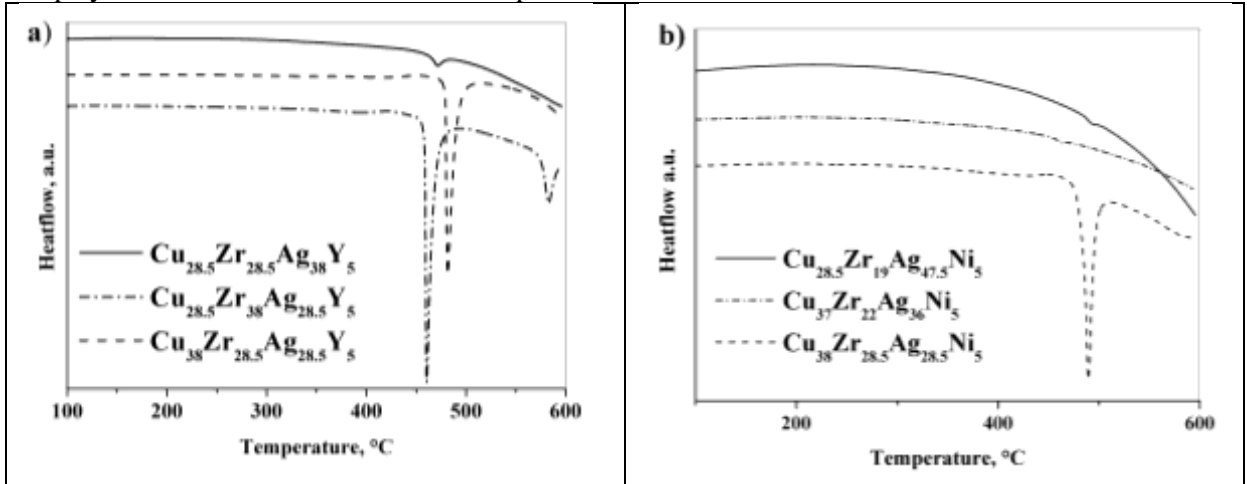 a)
Heatflow, a.u.
Cu28.5Zr28.5Ag38Y5
Cu28.5Zr38Ag28.5Y5
Cu38Zr28.5Ag28.5Y5
100 200 300 400 500 600
Temperature, °C
b)
Heatflow a.u.
Cu28.5Zr19Ag47.5Ni5
Cu37Zr22Ag36Ni5
Cu38Zr28.5Ag28.5Ni5
200 400 600
Temperature, °C